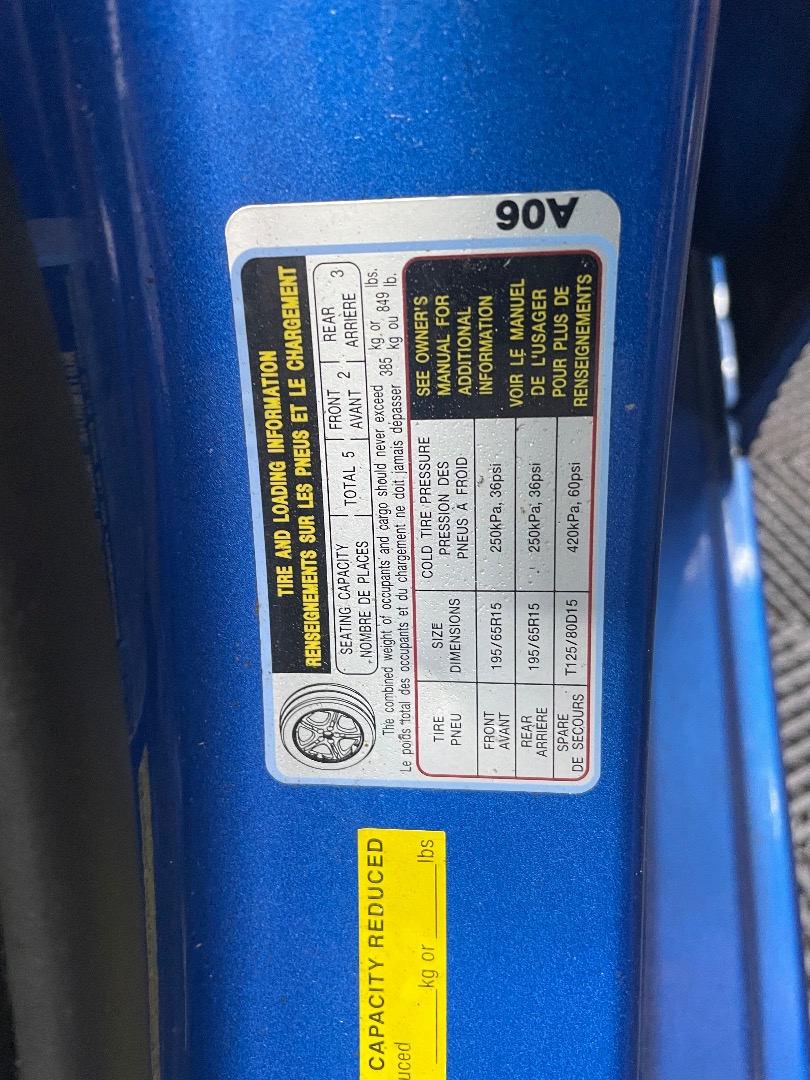 A06
TIRE AND LOADING INFORMATION
RENSEIGNEMENTS SUR LES PNEUS ET LE CHARGEMENT
SEATING CAPACITY TOTAL 5 FRONT 2 REAR 3
NOMBRE DE PLACES AVANT ARRIÈRE
The combined weight of occupants and cargo should never exceed 385 kg or 849 lbs.
Le poids total des occupants et du chargement ne doit jamais dépasser kg ou lb.
TIRE SIZE COLD TIRE PRESSURE
PNEU DIMENSIONS PRESSION DES
PNEUS À FROID
FRONT 195/65R15 250kPa, 36psi
AVANT
REAR 195/65R15 250kPa, 36psi
ARRIÈRE
SPARE T125/80D15 420kPa, 60psi
DE SECOURS
SEE OWNER'S
MANUAL FOR
ADDITIONAL
INFORMATION
VOIR LE MANUEL
DE L'USAGER
POUR PLUS DE
RENSEIGNEMENTS
CAPACITY REDUCED
uced ____kg or ____lbs